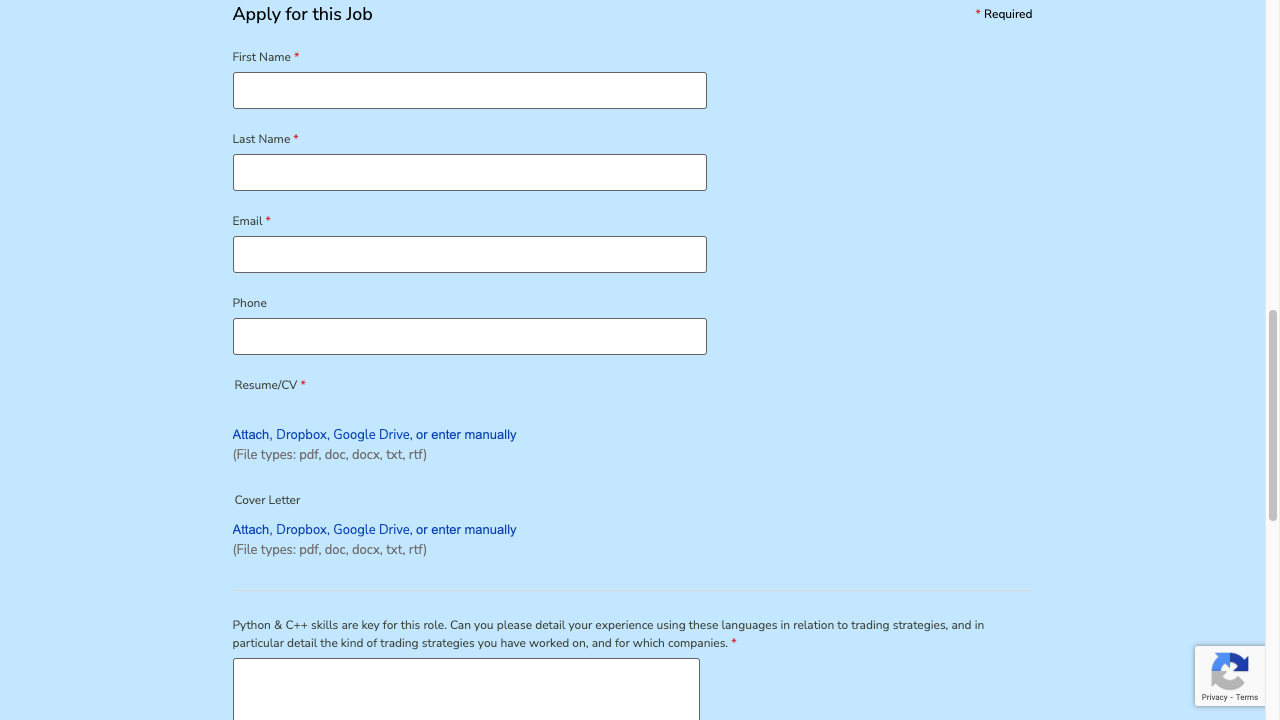 Apply for this Job
* Required
First Name *
Last Name *
Email *
Phone
Resume/CV *
Attach, Dropbox, Google Drive, or enter manually
(File types: pdf, doc, docx, txt, rtf)
Cover Letter
Attach, Dropbox, Google Drive, or enter manually
(File types: pdf, doc, docx, txt, rtf)
Python & C++ skills are key for this role. Can you please detail your experience using these languages in relation to trading strategies, and in
particular detail the kind of trading strategies you have worked on, and for which companies. *
Privacy - Terms